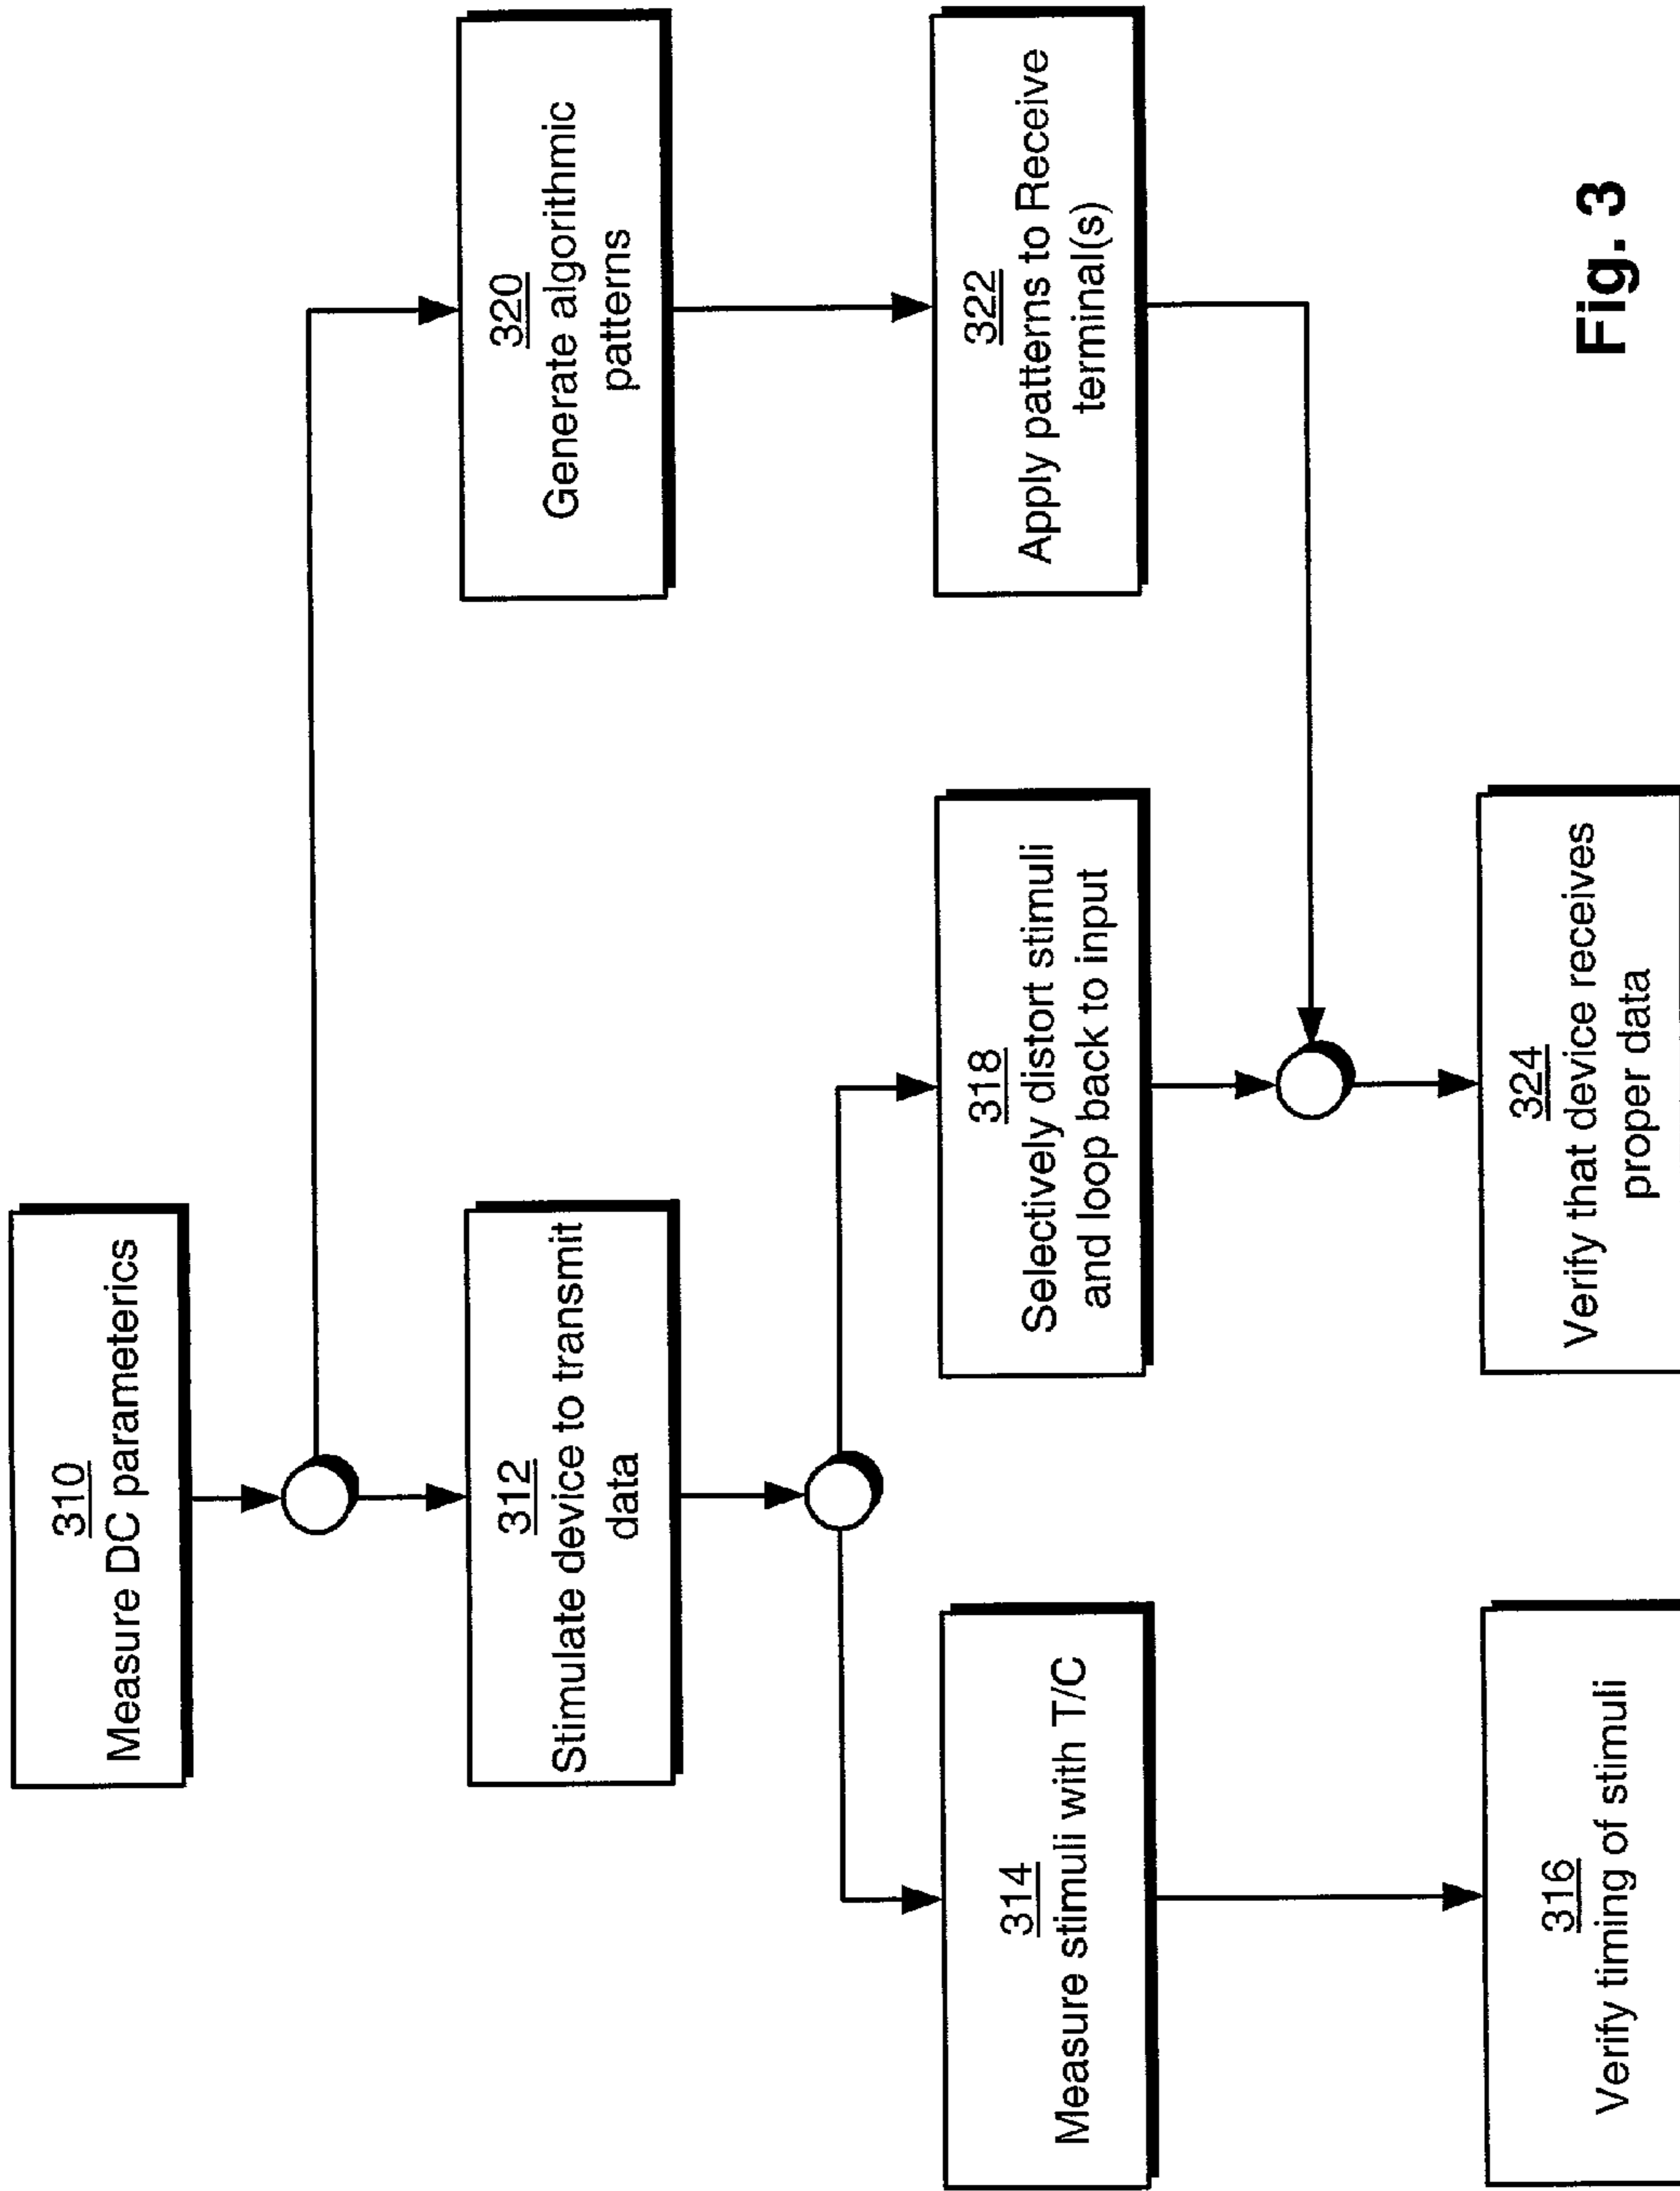 310
Measure DC parameterics
312
Stimulate device to transmit
data
320
Generate algorithmic
patterns
314
Measure stimuli with T/C
318
Selectively distort stimuli
and loop back to input
322
Apply patterns to Receive
terminal(s)
316
Verify timing of stimuli
324
Verify that device receives
proper data
Fig. 3